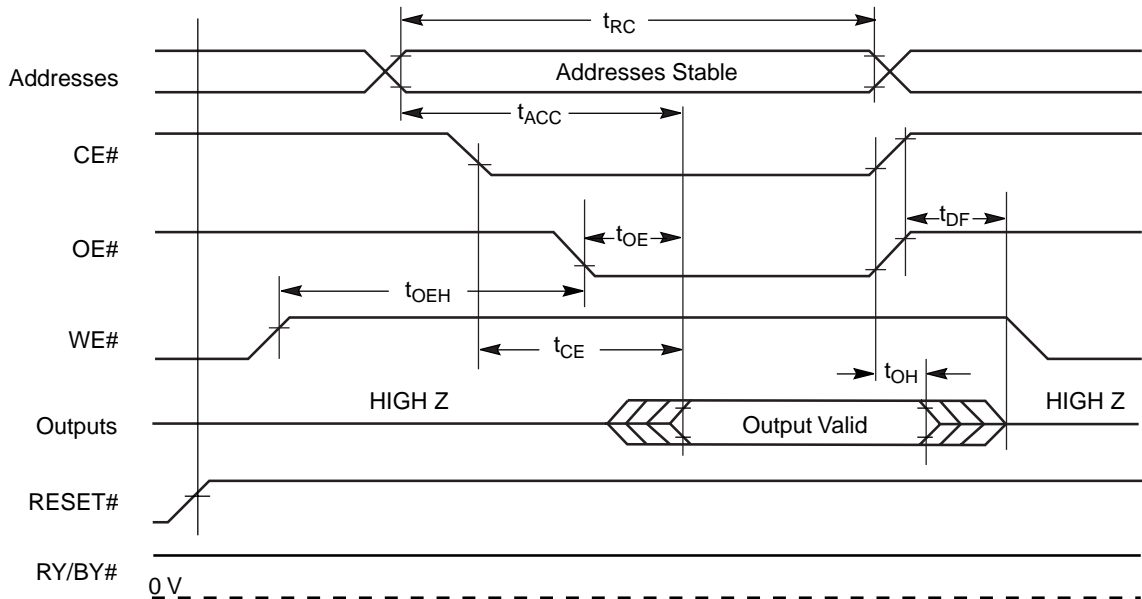 tRC
Addresses
Addresses Stable
tACC
CE#
tDF
OE#
tOE
tOEH
WE#
tCE
tOH
HIGH Z
HIGH Z
Outputs
Output Valid
RESET#
RY/BY#
0 V